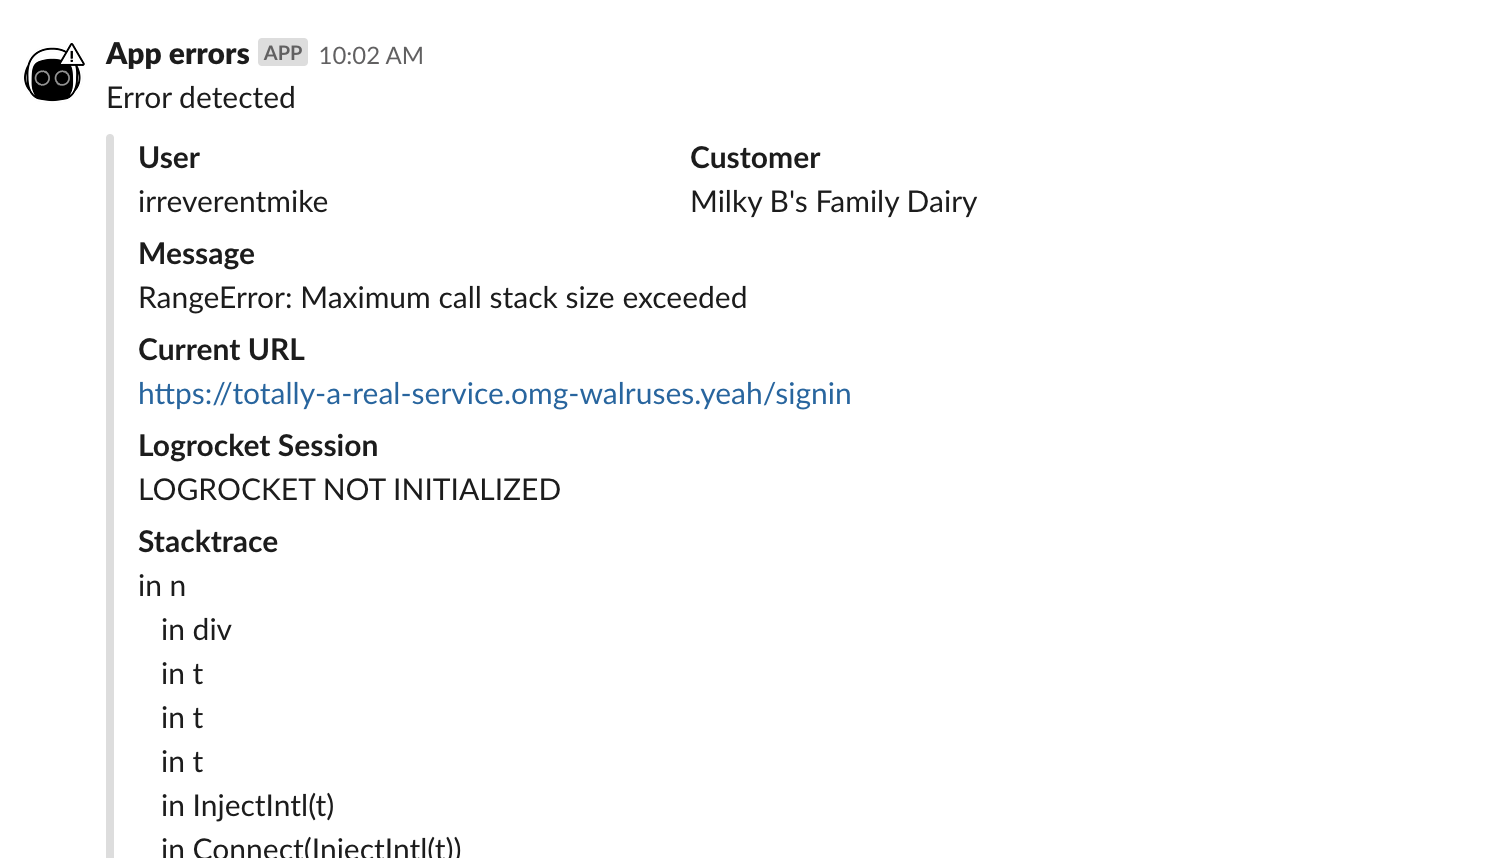 App errors APP 10:02 AM
Error detected
User Customer
irreverentmike Milky B's Family Dairy
Message
RangeError: Maximum call stack size exceeded
Current URL
https://totally-a-real-service.omg-walruses.yeah/signin
Logrocket Session
LOGROCKET NOT INITIALIZED
Stacktrace
in n
in div
in t
in t
in t
in InjectIntl(t)
in Connect(InjectIntl(t))